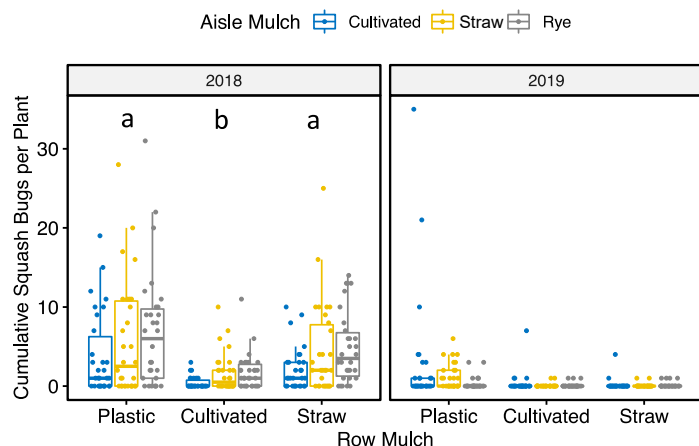 Aisle Mulch Cultivated Straw Rye
2018 2019
a b a
Cumulative Squash Bugs per Plant
30
20
10
0
Plastic Cultivated Straw Plastic Cultivated Straw
Row Mulch